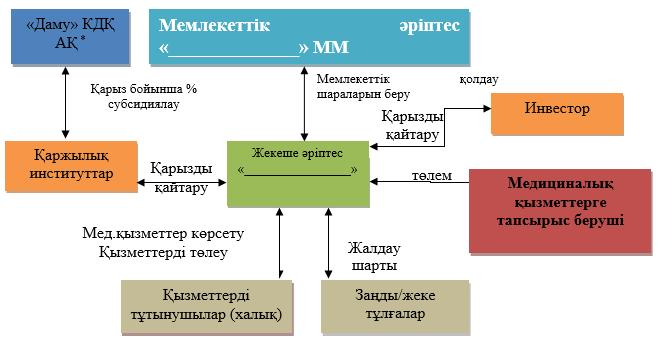 «Даму» КДҚ
АҚ *
Мемлекеттік әріптес
«______________» ММ
Қарыз бойынша %
субсидиялау
Мемлекеттік қолдау
шараларын беру
Қарызды
қайтару
Инвестор
Қаржылық
институттар
Қарызды
қайтару
Жекеше әріптес
«________________»
төлем
Медициналық
қызметтерге
тапсырыс беруші
Мед.қызметтер көрсету
Қызметтерді төлеу
Жалдау
шарты
Қызметтерді
тұтынушылар (халық)
Заңды/жеке
тұлғалар